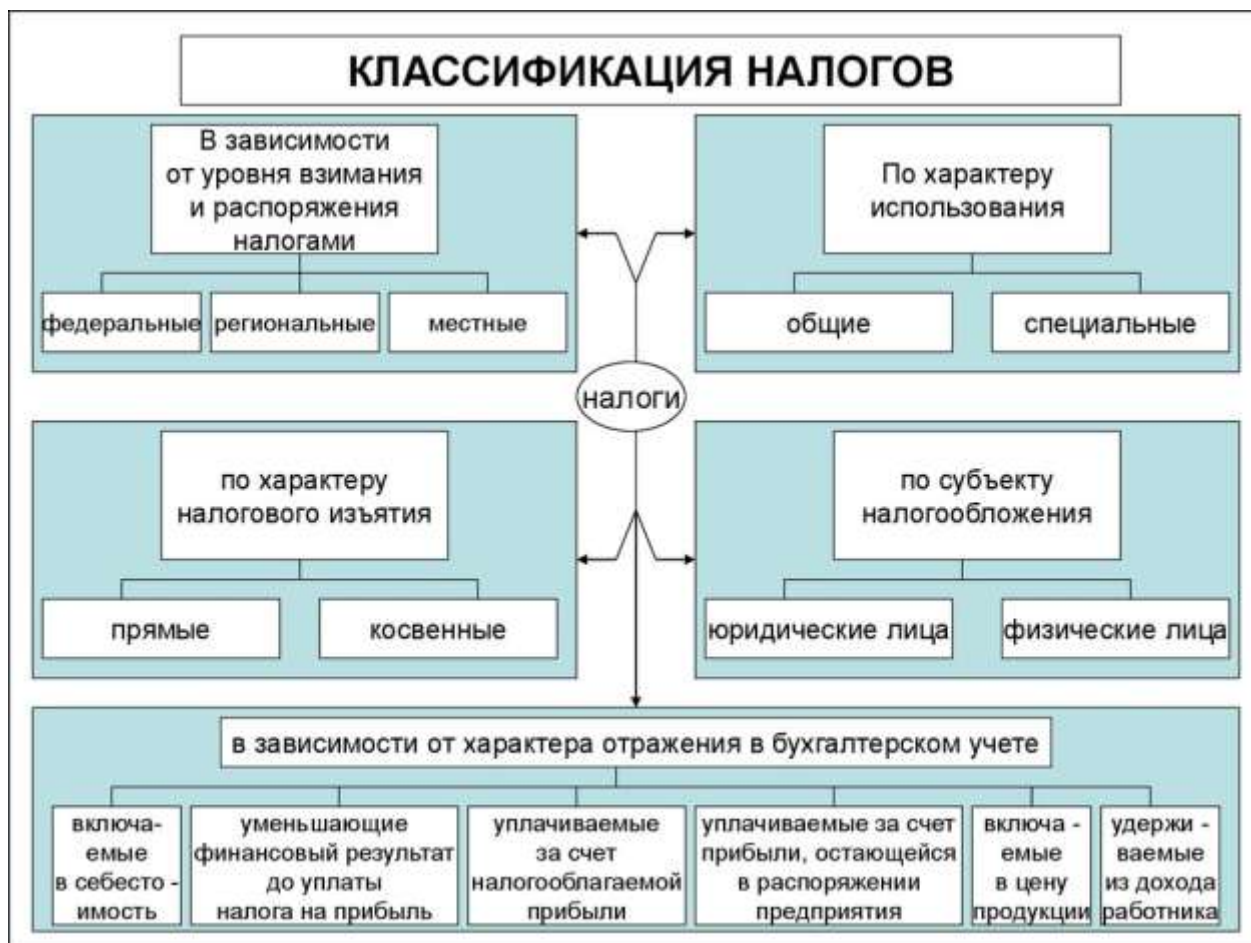 КЛАССИФИКАЦИЯ НАЛОГОВ
В зависимости
от уровня взимания
и распоряжения
налогами
федеральные
региональные
местные
По характеру
использования
общие
специальные
налоги
по характеру
налогового изъятия
прямые
косвенные
по субъекту
налогообложения
юридические лица
физические лица
в зависимости от характера отражения в бухгалтерском учете
включа-
емые
в себесто -
имость
уменьшающие
финансовый результат
до уплаты
налога на прибыль
уплачиваемые
за счет
налогооблагаемой
прибыли
уплачиваемые за счет
прибыли, остающейся
в распоряжении
предприятия
включа -
емые
в цену
продукции
удержи -
ваемые
из дохода
работника